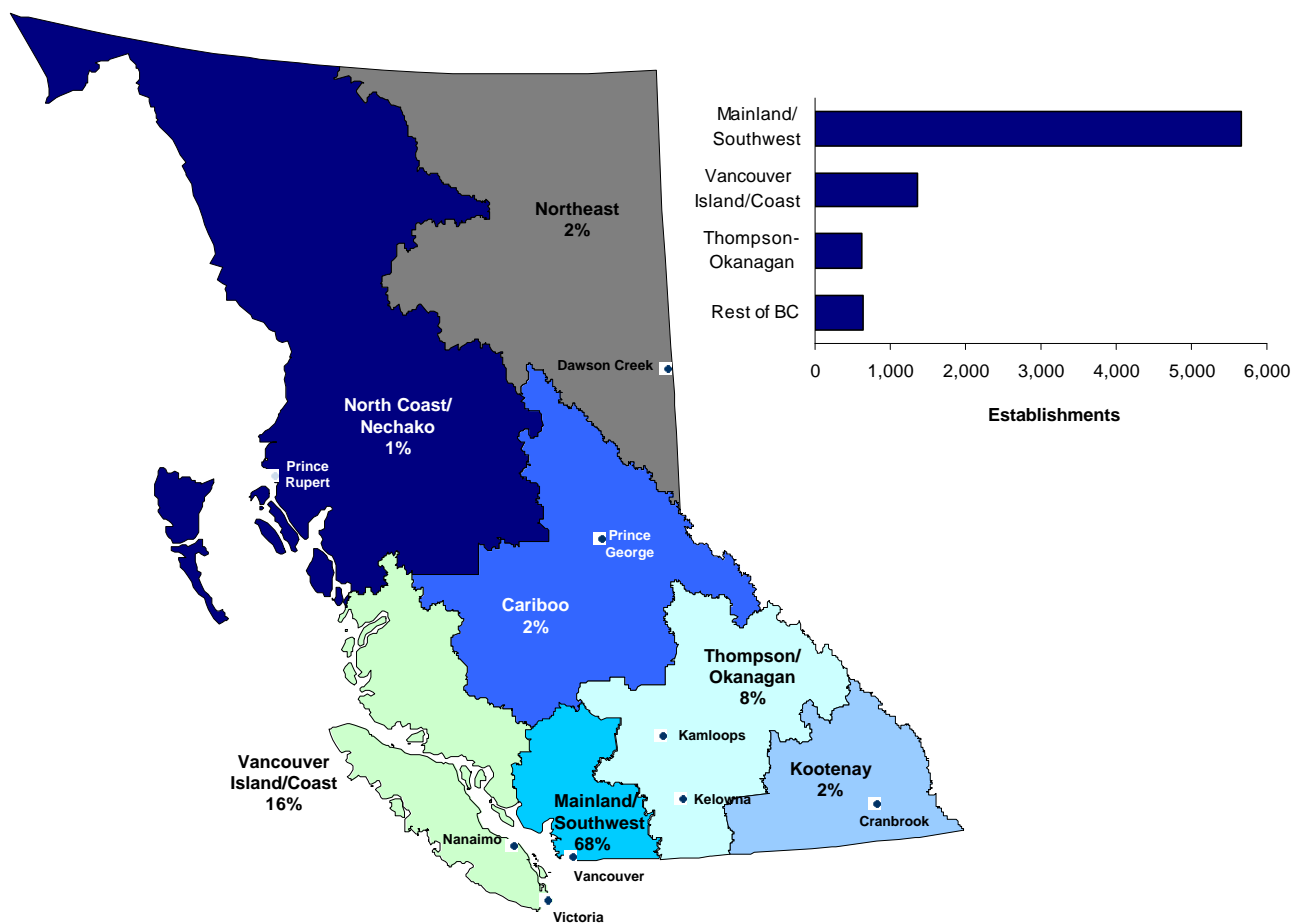 Mainland/
Southwest
Vancouver
Island/Coast
Thompson-
Okanagan
Rest of BC
0
1,000
2,000
3,000
4,000
5,000
6,000
Establishments
Northeast
2%
Dawson Creek
North Coast/
Nechako
1%
Prince
Rupert
Prince
George
Cariboo
2%
Thompson/
Okanagan
8%
Kamloops
Kelowna
Kootenay
2%
Cranbrook
Vancouver
Island/Coast
16%
Mainland/
Southwest
68%
Nanaimo
Vancouver
Victoria